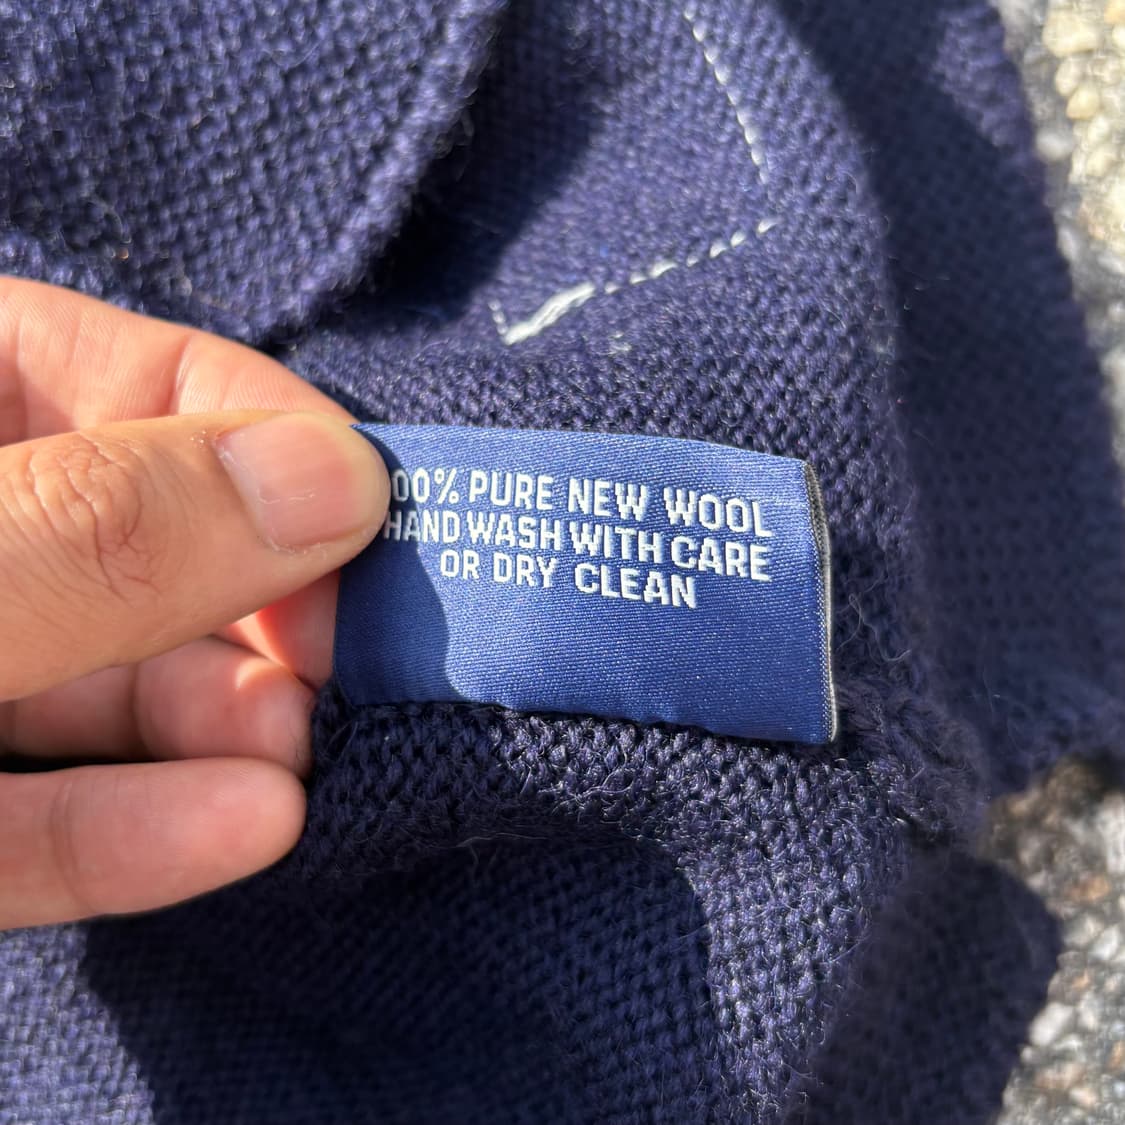 00% PURE NEW WOOL
HAND WASH WITH CARE
OR DRY CLEAN